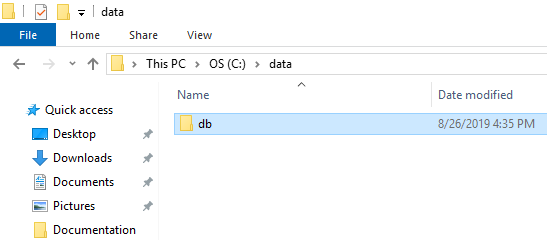 data
File Home Share View
This PC OS (C:) data
Name Date modified
Quick access
db 8/26/2019 4:35 PM
Desktop
Downloads
Documents
Pictures
Documentation